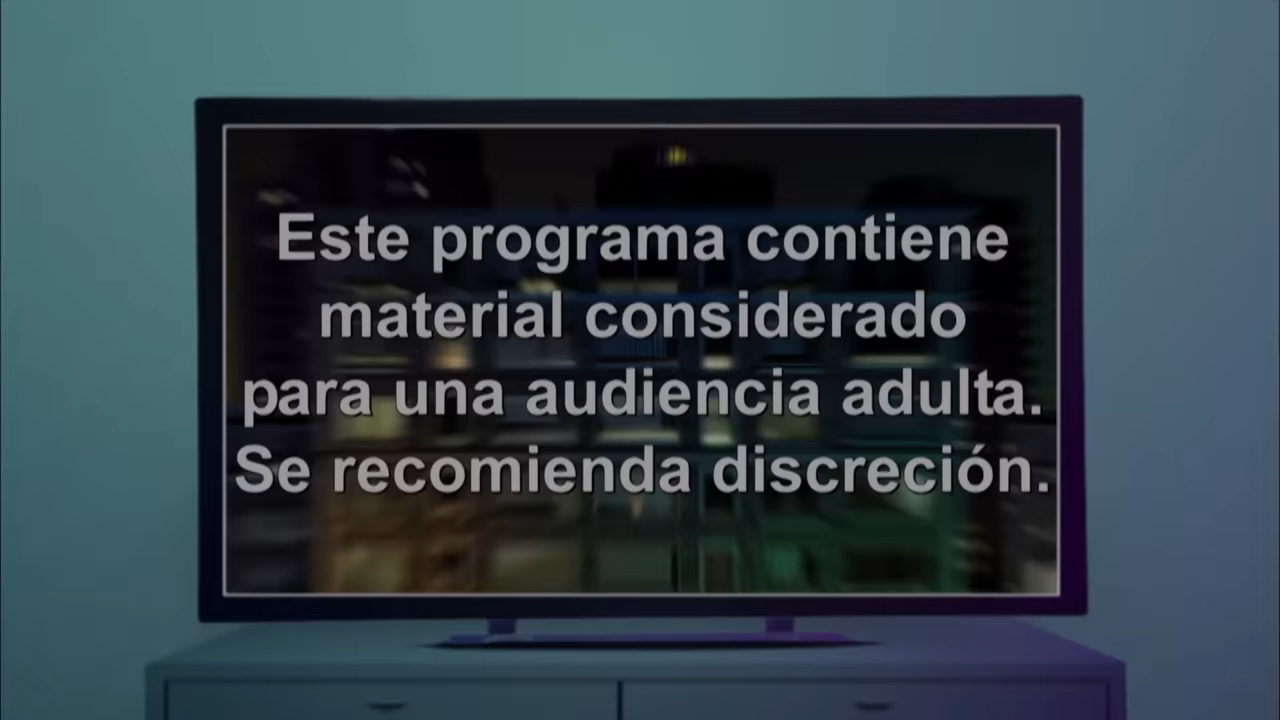 Este programa contiene
material considerado
para una audiencia adulta.
Se recomienda discreción.